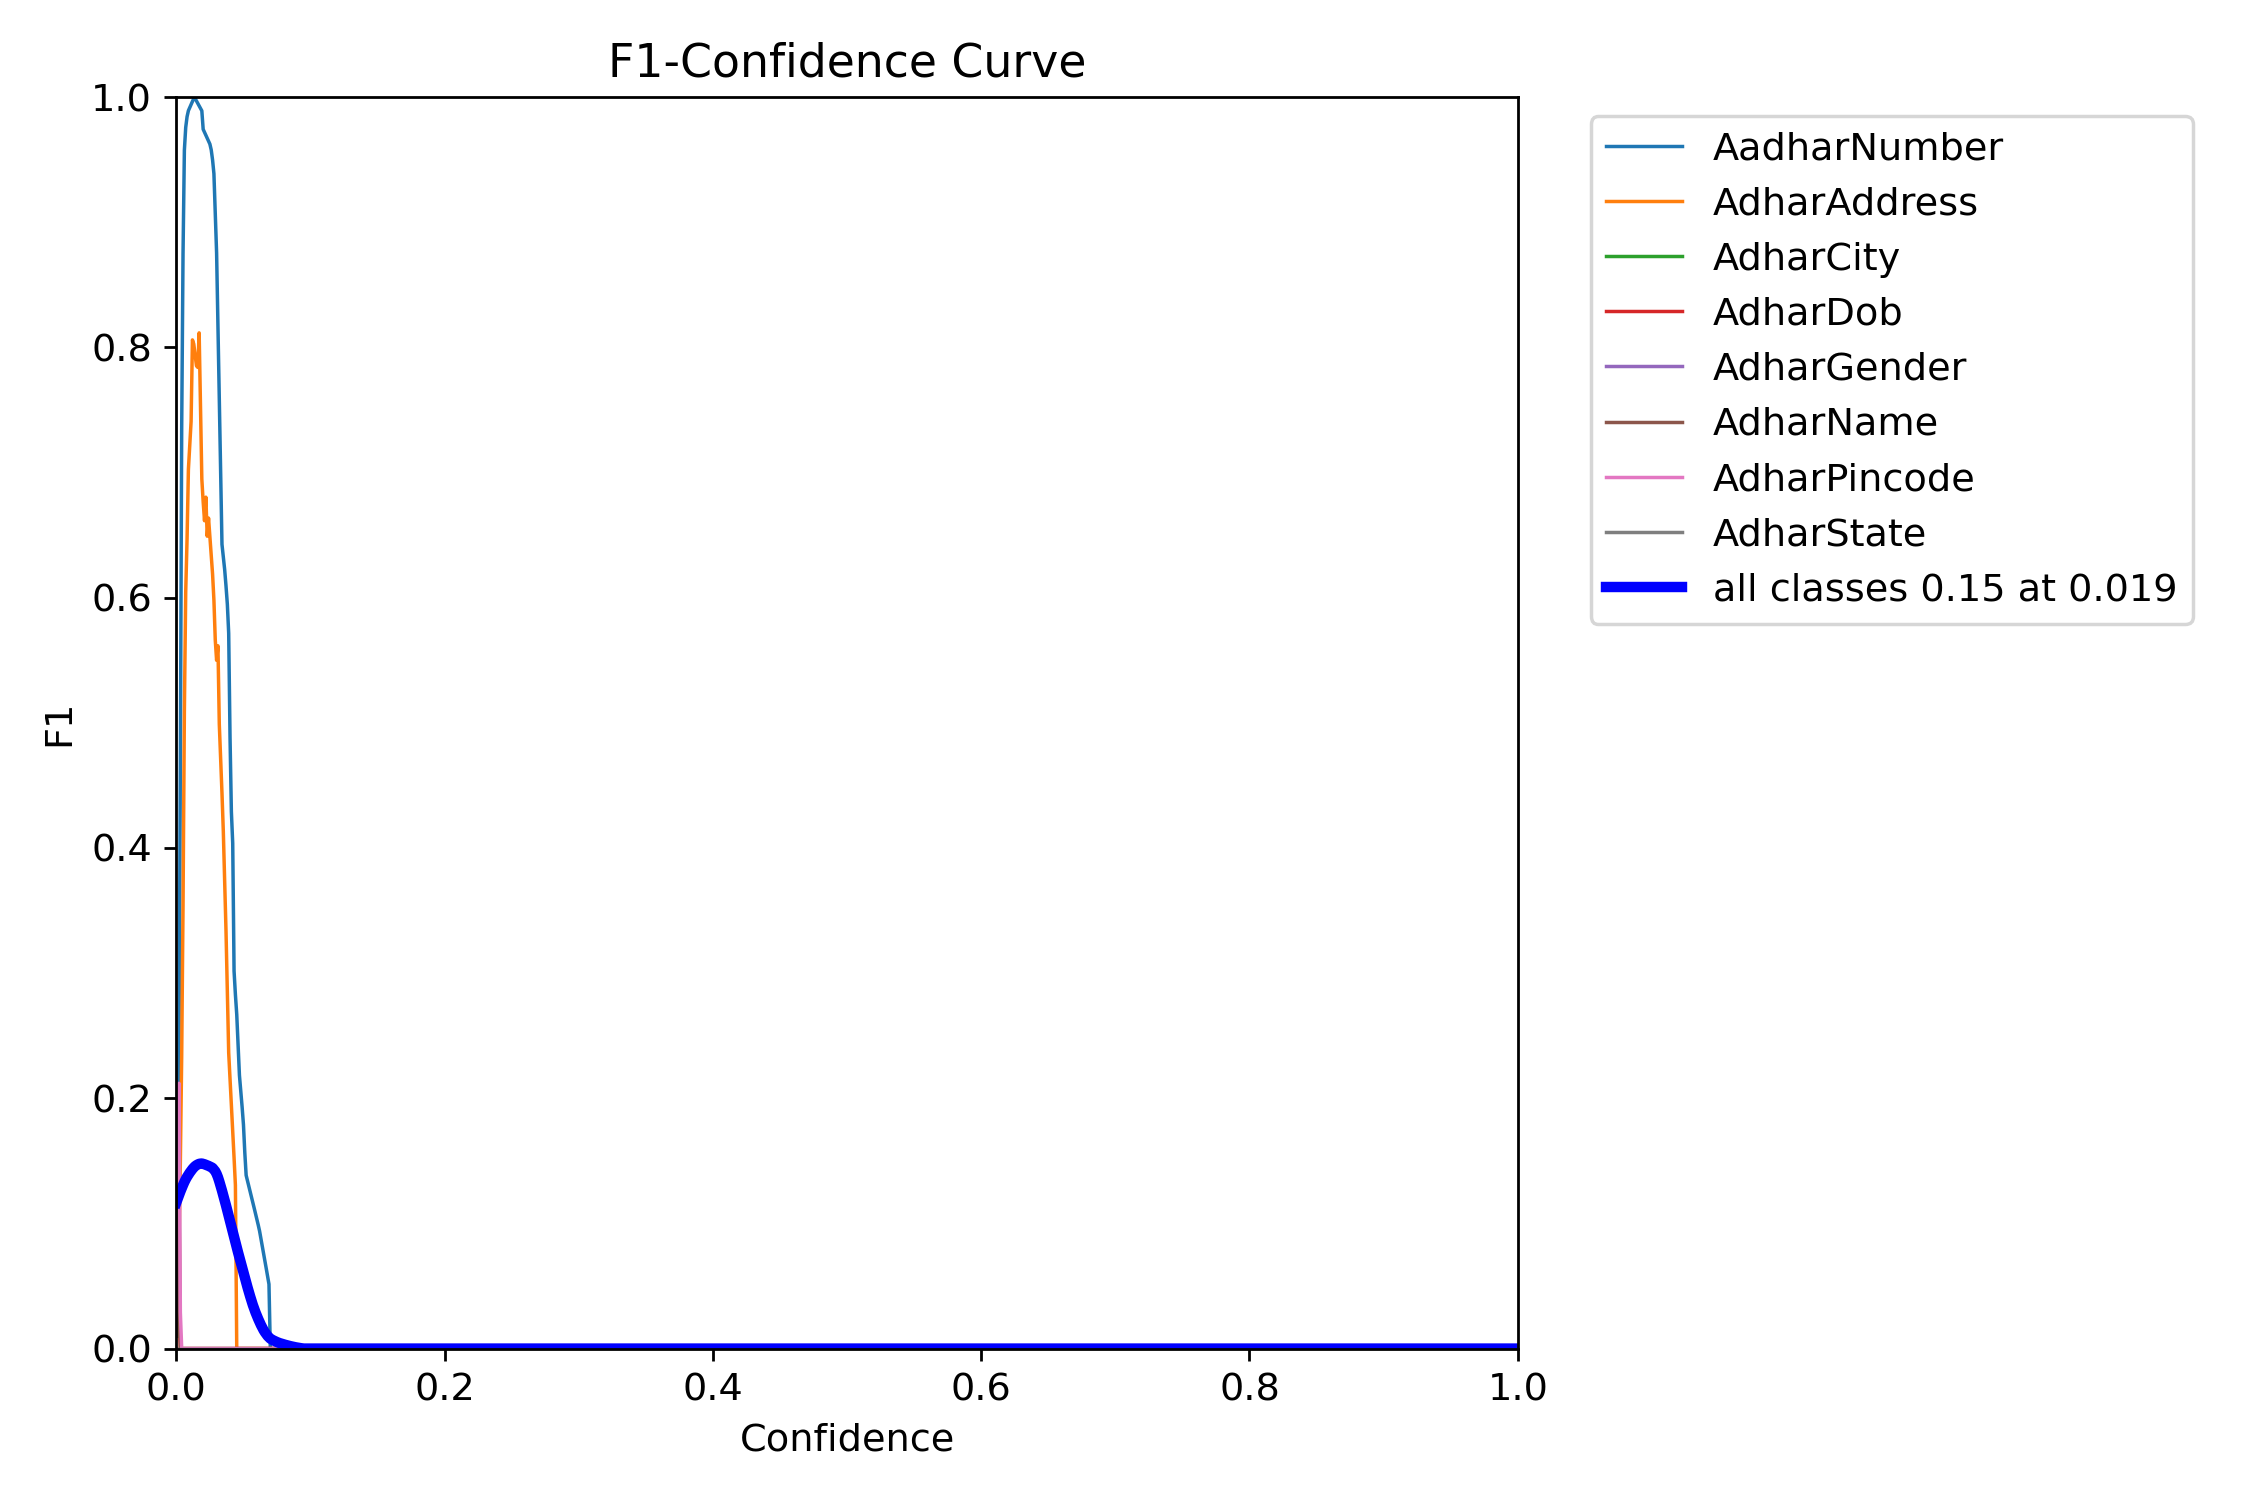 F1-Confidence Curve
1.0
0.8
0.6
0.4
0.2
0.0
F1
0.0 0.2 0.4 0.6 0.8 1.0
Confidence
AadharNumber
AdharAddress
AdharCity
AdharDob
AdharGender
AdharName
AdharPincode
AdharState
all classes 0.15 at 0.019